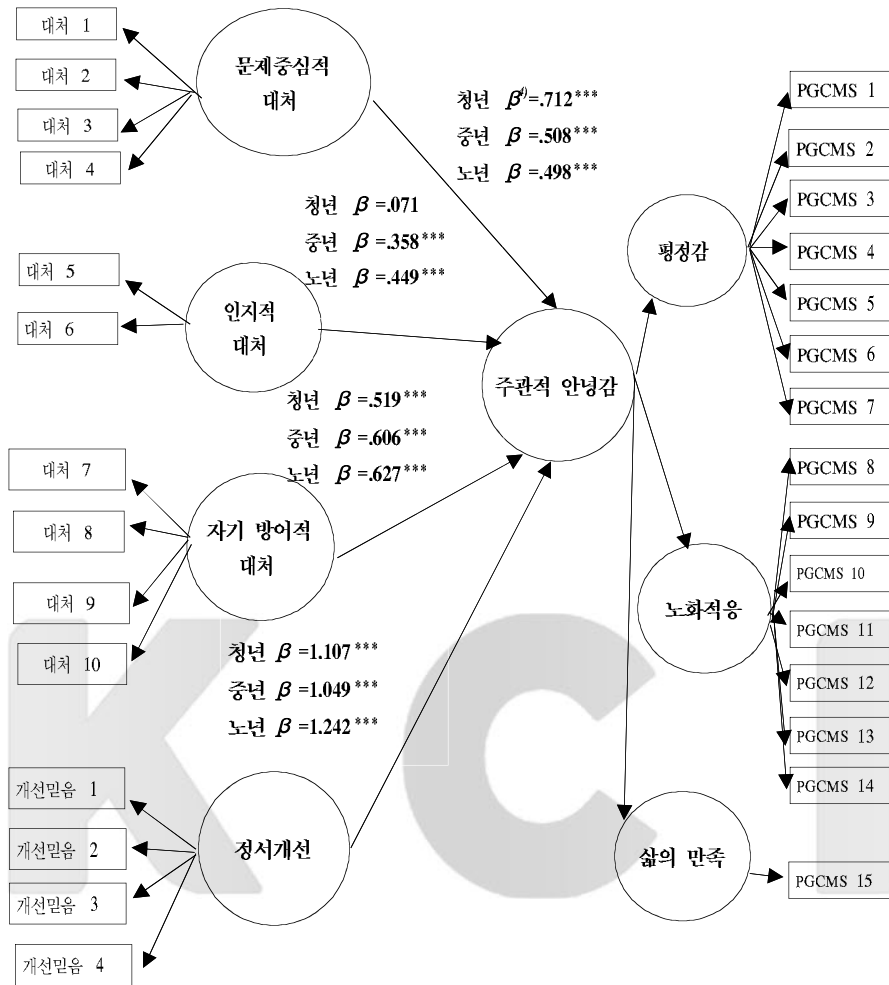 대처 1
대처 2
대처 3
대처 4
문제중심적
대처
청년 β¹⁾=.712***
중년 β=.508***
노년 β=.498***
청년 β=.071
중년 β=.358***
노년 β=.449***
대처 5
대처 6
인지적
대처
청년 β=.519***
중년 β=.606***
노년 β=.627***
대처 7
대처 8
대처 9
대처 10
자기 방어적
대처
청년 β=1.107***
중년 β=1.049***
노년 β=1.242***
개선믿음 1
개선믿음 2
개선믿음 3
개선믿음 4
정서개선
주관적 안녕감
평정감
노화적응
삶의 만족
PGCMS 1
PGCMS 2
PGCMS 3
PGCMS 4
PGCMS 5
PGCMS 6
PGCMS 7
PGCMS 8
PGCMS 9
PGCMS 10
PGCMS 11
PGCMS 12
PGCMS 13
PGCMS 14
PGCMS 15
K C I